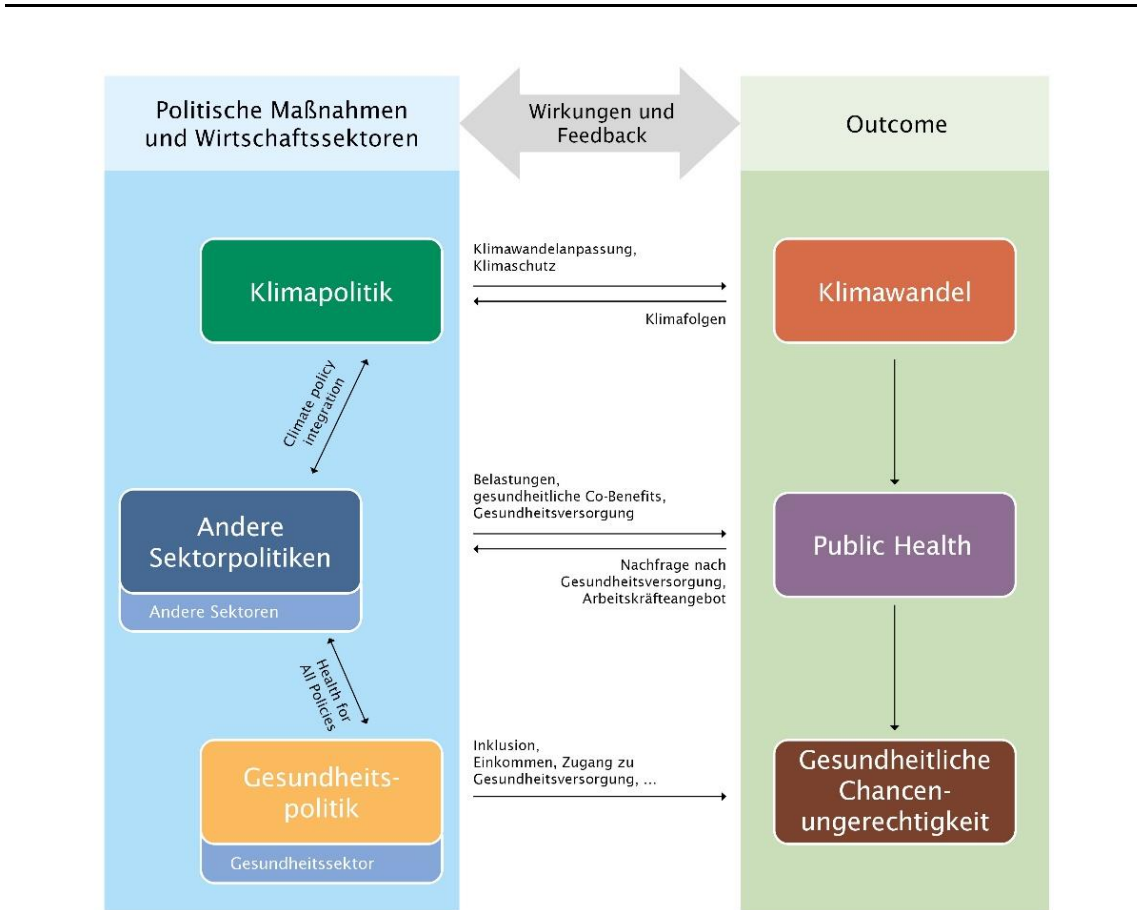 Politische Maßnahmen
und Wirtschaftssektoren
Wirkungen und
Feedback
Outcome
Klimapolitik
Klimawandelanpassung,
Klimaschutz
Klimafolgen
Klimawandel
Climate policy
integration
Andere
Sektorpolitiken
Andere Sektoren
Belastungen,
gesundheitliche Co-Benefits,
Gesundheitsversorgung
Nachfrage nach
Gesundheitsversorgung,
Arbeitskräfteangebot
Public Health
Health for
All Policies
Gesundheits-
politik
Gesundheitssektor
Inklusion,
Einkommen, Zugang zu
Gesundheitsversorgung, ...
Gesundheitliche
Chancen-
ungerechtigkeit